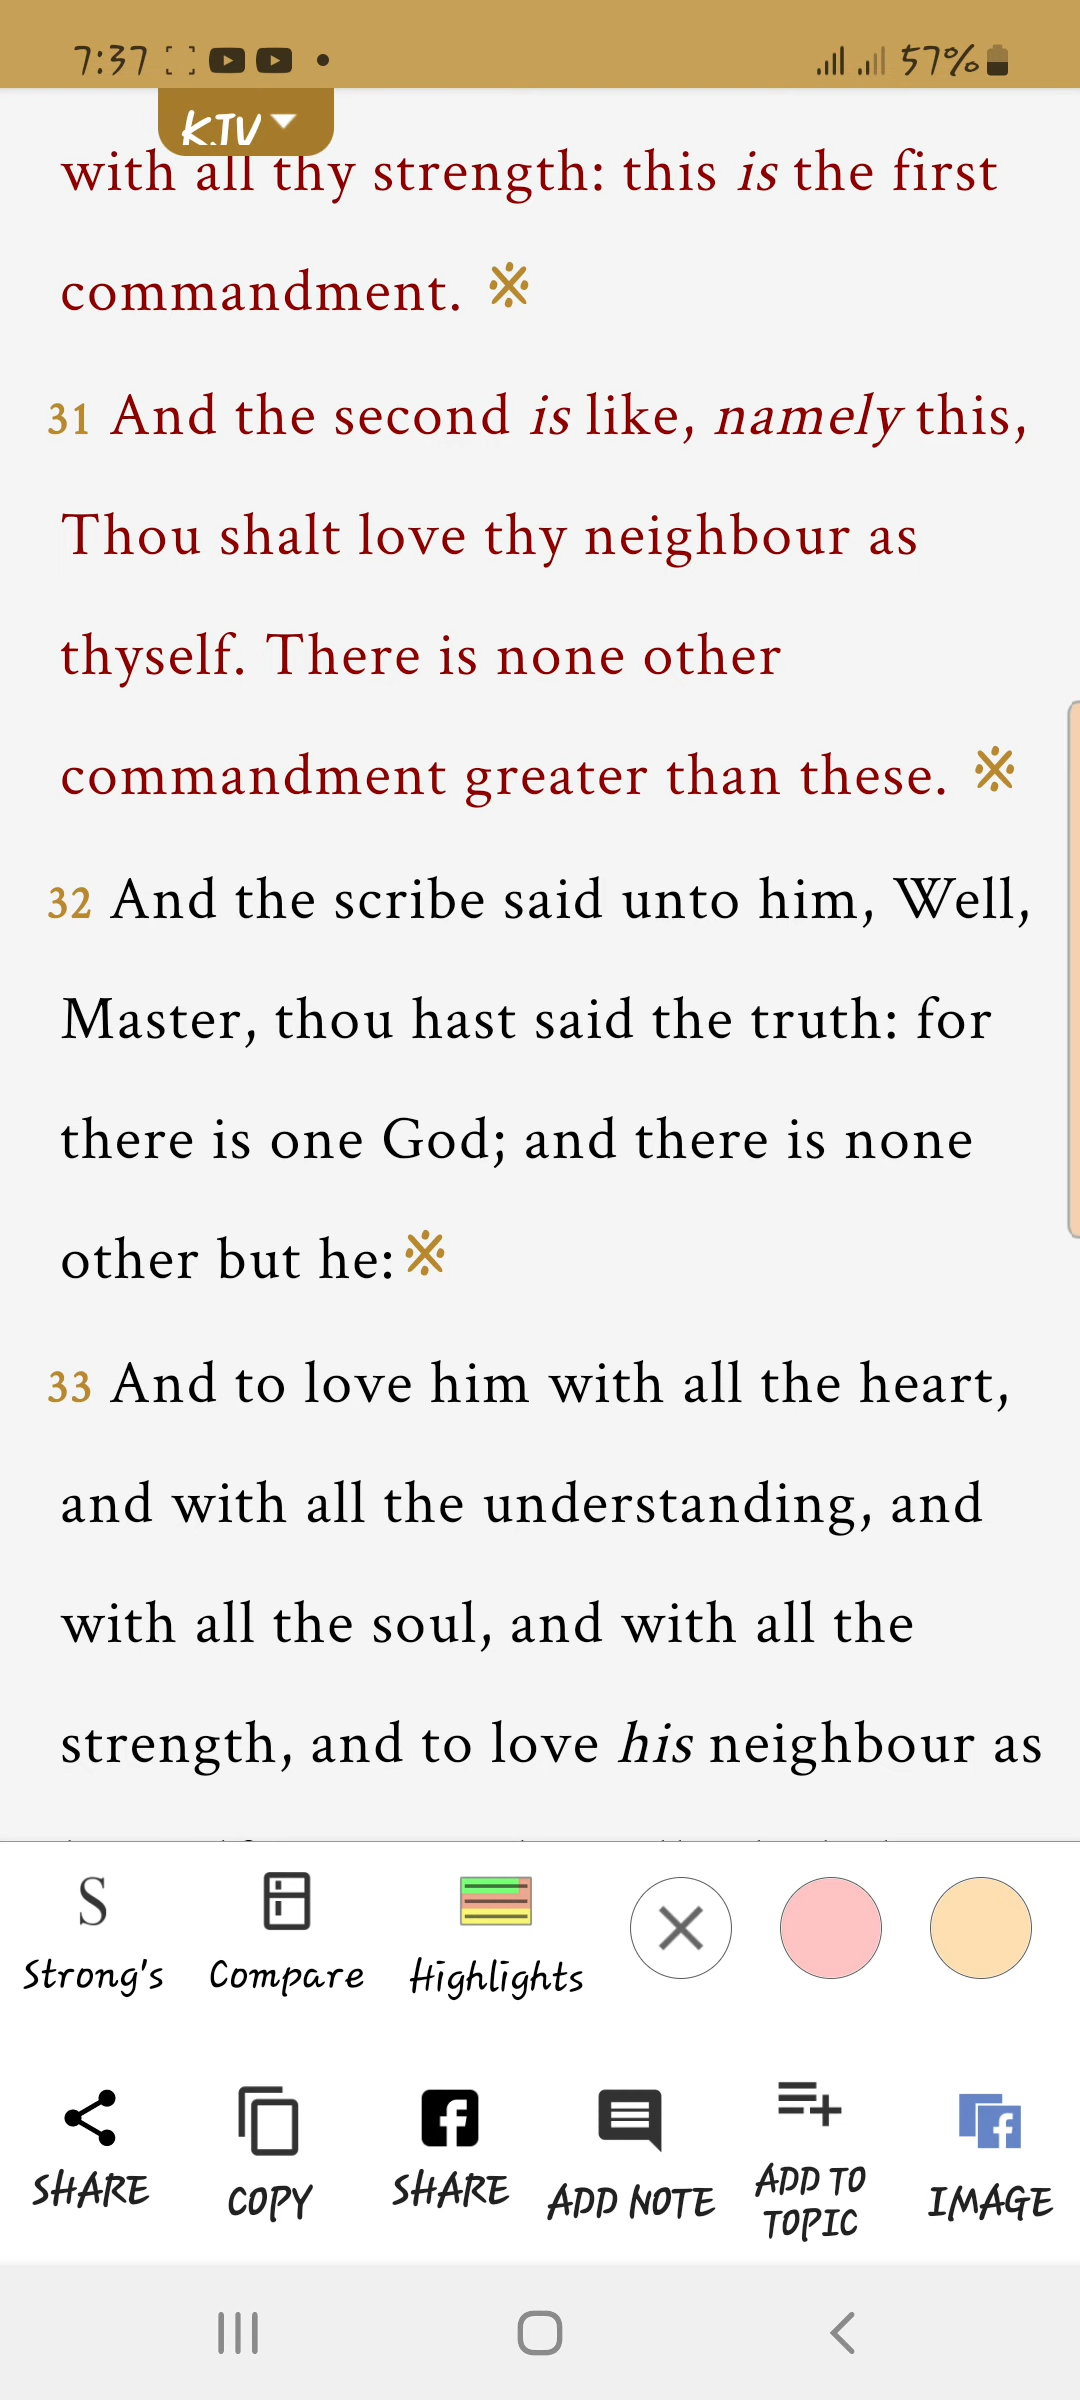 7:37 57%
KJV
with all thy strength: this is the first
commandment. ※
31 And the second is like, namely this,
Thou shalt love thy neighbour as
thyself. There is none other
commandment greater than these. ※
32 And the scribe said unto him, Well,
Master, thou hast said the truth: for
there is one God; and there is none
other but he:※
33 And to love him with all the heart,
and with all the understanding, and
with all the soul, and with all the
strength, and to love his neighbour as
S
Strong's Compare Highlights
SHARE COPY SHARE ADD NOTE ADD TO TOPIC IMAGE